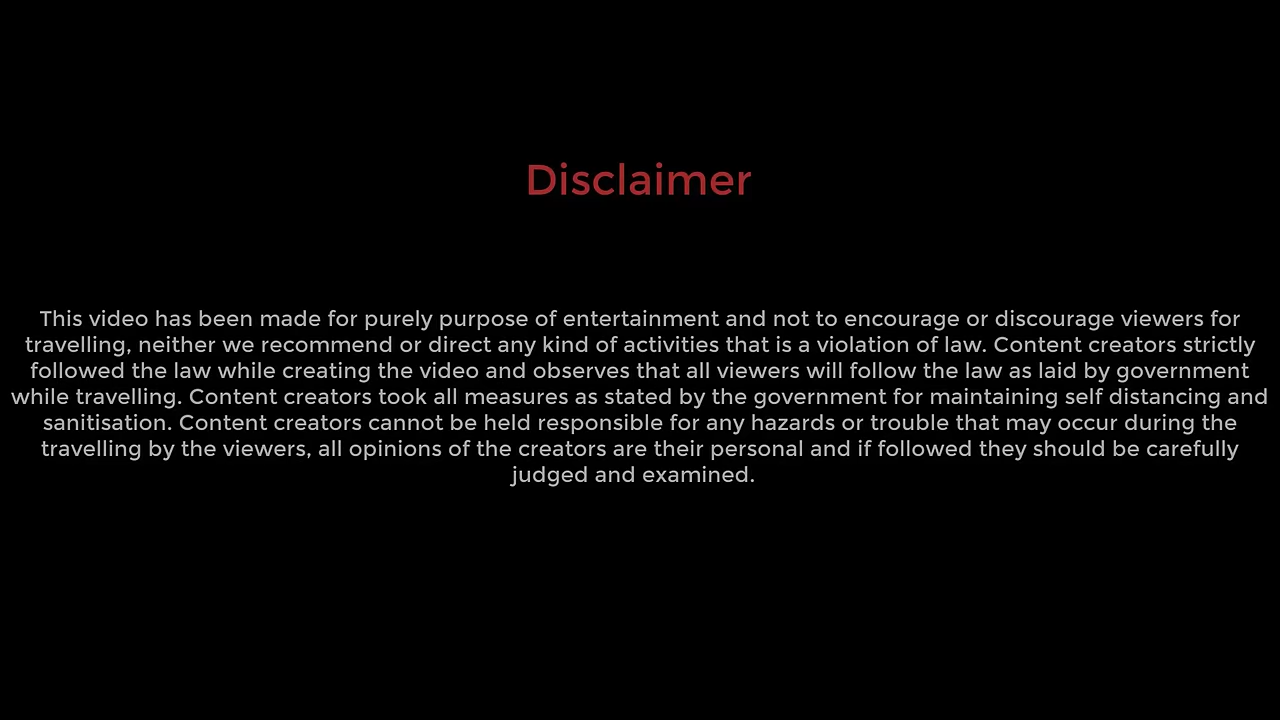 Disclaimer
This video has been made for purely purpose of entertainment and not to encourage or discourage viewers for
travelling, neither we recommend or direct any kind of activities that is a violation of law. Content creators strictly
followed the law while creating the video and observes that all viewers will follow the law as laid by government
while travelling. Content creators took all measures as stated by the government for maintaining self distancing and
sanitisation. Content creators cannot be held responsible for any hazards or trouble that may occur during the
travelling by the viewers, all opinions of the creators are their personal and if followed they should be carefully
judged and examined.